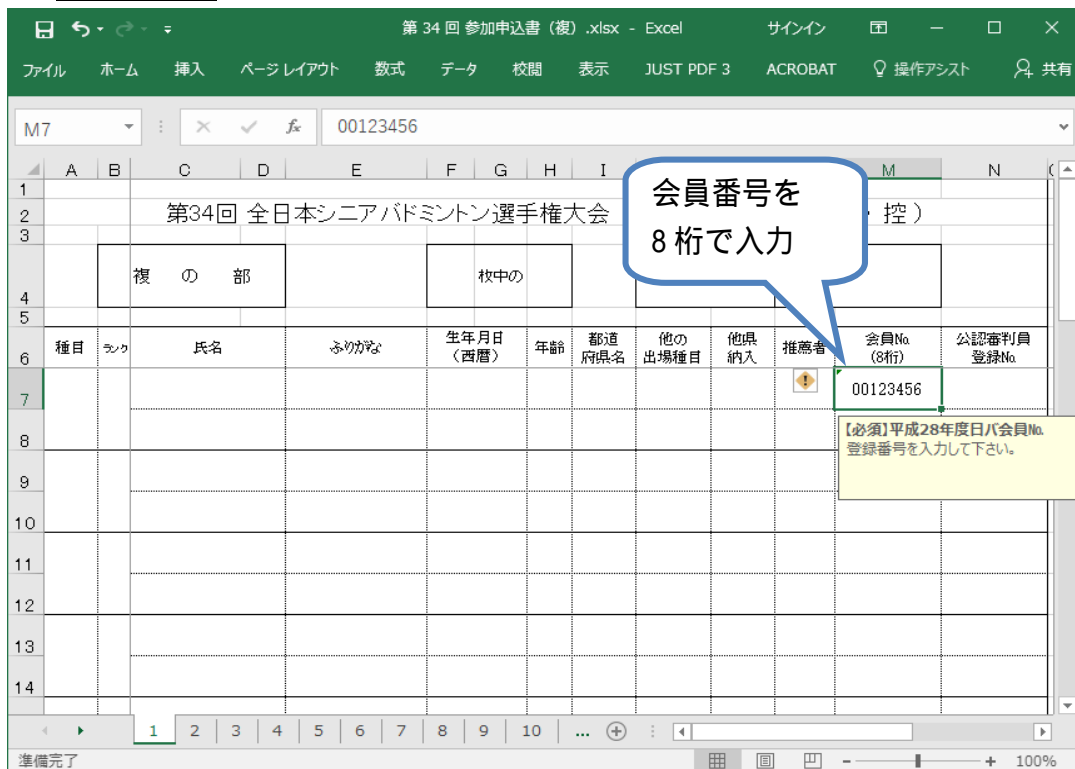 第 34 回 参加申込書（複）.xlsx - Excel サインイン
ファイル ホーム 挿入 ページ レイアウト 数式 データ 校閲 表示 JUST PDF 3 ACROBAT 操作アシスト 共有
M7 fx 00123456
A B C D E F G H I M N
会員番号を
8 桁で入力
1
2 第34回 全日本シニアバドミントン選手権大会 控）
3
4 複 の 部 枚中の
5
6 種目 ランク 氏名 ふりがな 生年月日（西暦） 年齢 都道府県名 他の出場種目 他県納入 推薦者 会員No.(8桁) 公認審判員登録No.
7 00123456
【必須】平成28年度日バ会員No.
登録番号を入力して下さい。
8
9
10
11
12
13
14
1 2 3 4 5 6 7 8 9 10 ...
準備完了 100%